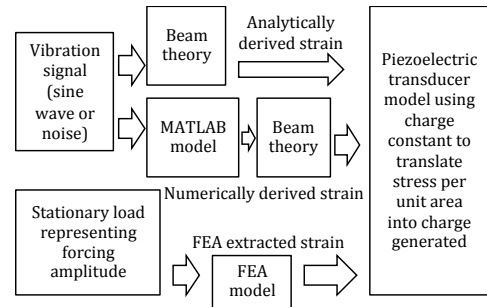 Vibration
signal
(sine
wave or
noise)
Beam
theory
Analytically
derived strain
MATLAB
model
Beam
theory
Numerically derived strain
Stationary load
representing
forcing
amplitude
FEA extracted strain
FEA
model
Piezoelectric
transducer
model using
charge
constant to
translate
stress per
unit area
into charge
generated